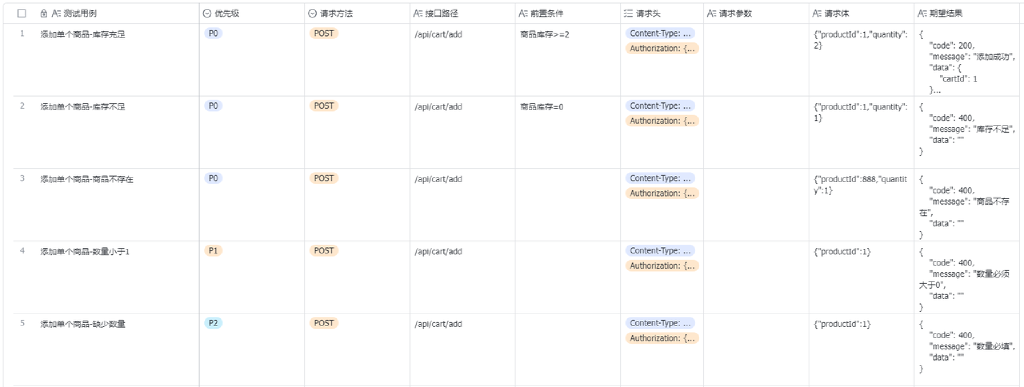 测试用例 优先级 请求方法 接口路径 前置条件 请求头 请求参数 请求体 期望结果
1 添加单个商品-库存充足 P0 POST /api/cart/add 商品库存>=2 Content-Type: ... {"productId":1,"quantity": {
Authorization: {... 2} "code": 200,
"message": "添加成功",
"data": {
"cartId": 1
}...
2 添加单个商品-库存不足 P0 POST /api/cart/add 商品库存=0 Content-Type: ... {"productId":1,"quantity": {
Authorization: {... 1} "code": 400,
"message": "库存不足",
"data": ""
}
3 添加单个商品-商品不存在 P0 POST /api/cart/add Content-Type: ... {"productId":888,"quantit {
Authorization: {... y":1} "code": 400,
"message": "商品不存
在",
"data": ""
}
4 添加单个商品-数量小于1 P1 POST /api/cart/add Content-Type: ... {"productId":1} {
Authorization: {... "code": 400,
"message": "数量必须
大于0",
"data": ""
}
5 添加单个商品-缺少数量 P2 POST /api/cart/add Content-Type: ... {"productId":1} {
Authorization: {... "code": 400,
"message": "数量必填",
"data": ""
}